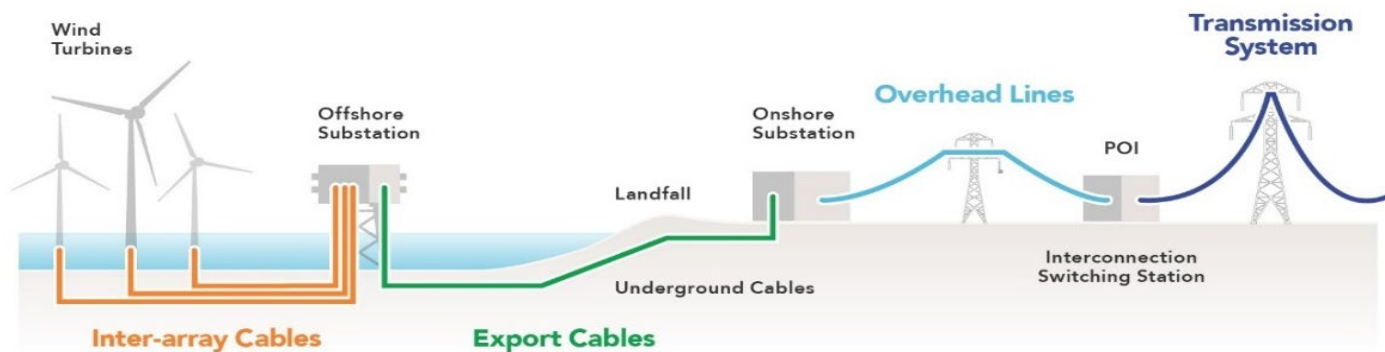 Wind
Turbines
Offshore
Substation
Landfall
Onshore
Substation
Overhead Lines
POI
Transmission
System
Underground Cables
Interconnection
Switching Station
Inter-array Cables
Export Cables